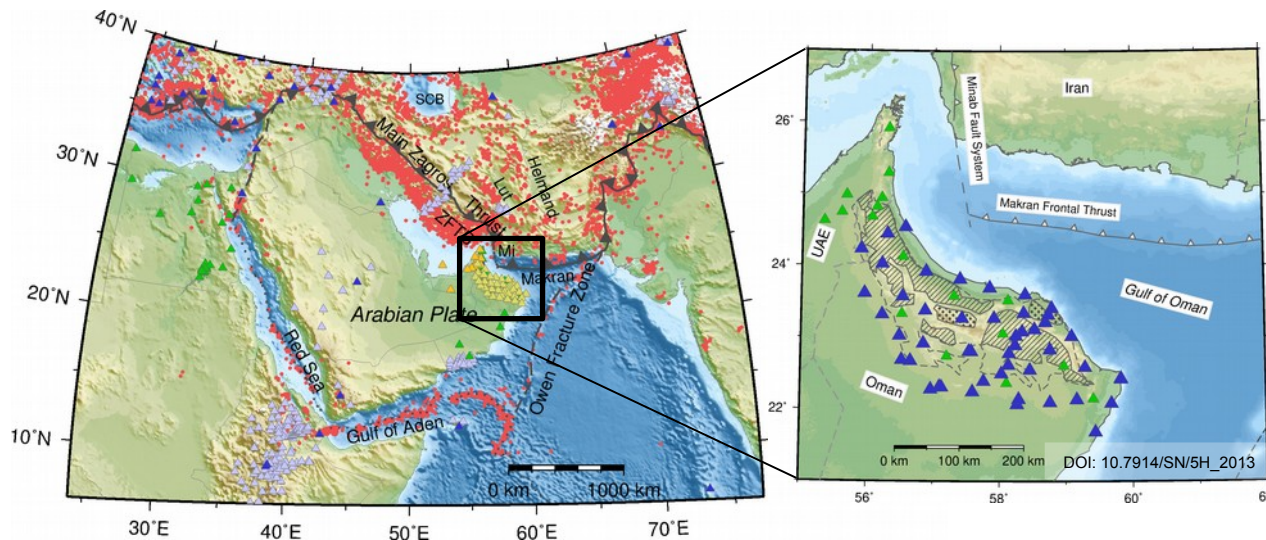 40˚N
30˚N
20˚N
10˚N
30˚E
40˚E
50˚E
60˚E
70˚E
SCB
Main Zagros
Thrust
ZFTB
Lut
Helmand
Mi
Makran
Arabian Plate
Owen Fracture Zone
Red Sea
Gulf of Aden
0 km
1000 km
26˚
24˚
22˚
56˚
58˚
60˚
6
Minab Fault System
Iran
Makran Frontal Thrust
UAE
Gulf of Oman
Oman
0 km
100 km
200 km
DOI: 10.7914/SN/5H_2013